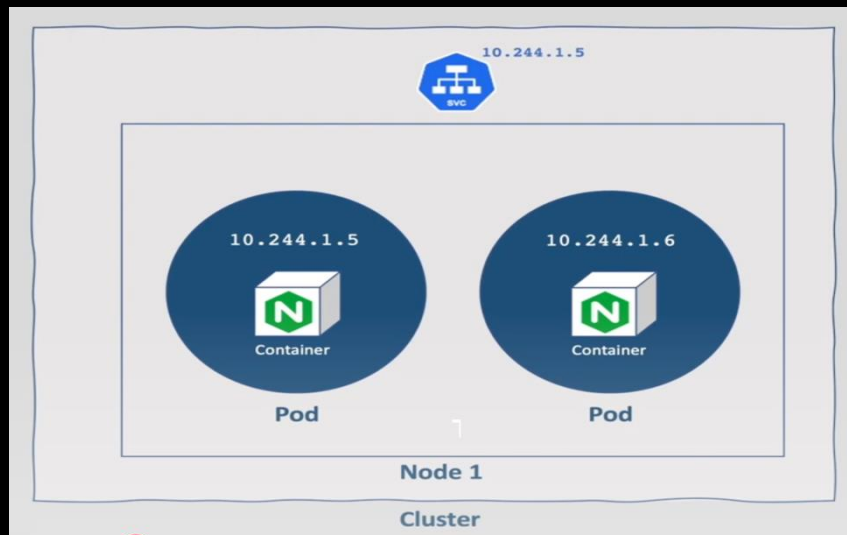 10.244.1.5
SVC
10.244.1.5
10.244.1.6
N
N
Container
Container
Pod
Pod
Node 1
Cluster